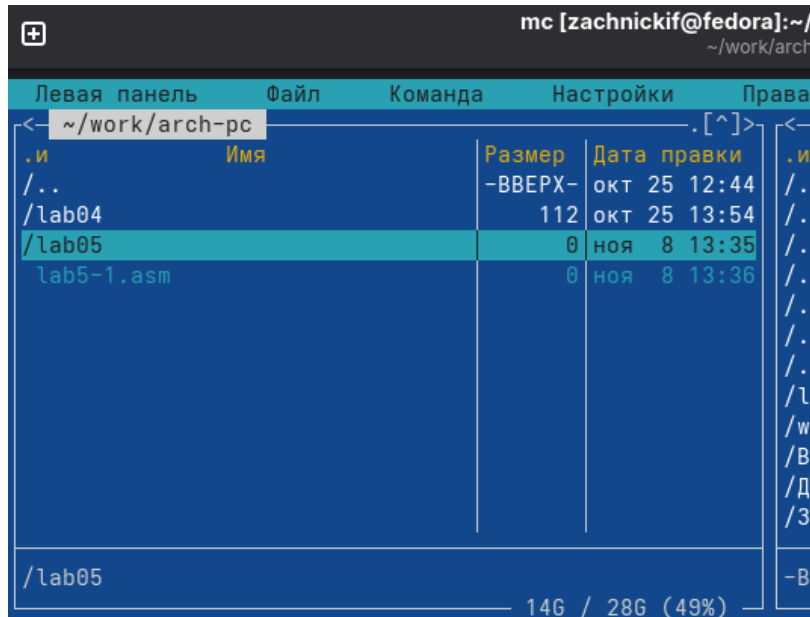 mc [zachnickif@fedora]:~/
~/work/arch
Левая панель Файл Команда Настройки Права
<— ~/work/arch-pc .[^]> <—
.и Имя Размер Дата правки .и
/.. -ВВЕРХ- окт 25 12:44 /.
/lab04 112 окт 25 13:54 /.
/lab05 0 ноя 8 13:35 /.
lab5-1.asm 0 ноя 8 13:36 /.
/.
/.
/.
/l
/w
/В
/Д
/З
/lab05 -В
14G / 28G (49%)